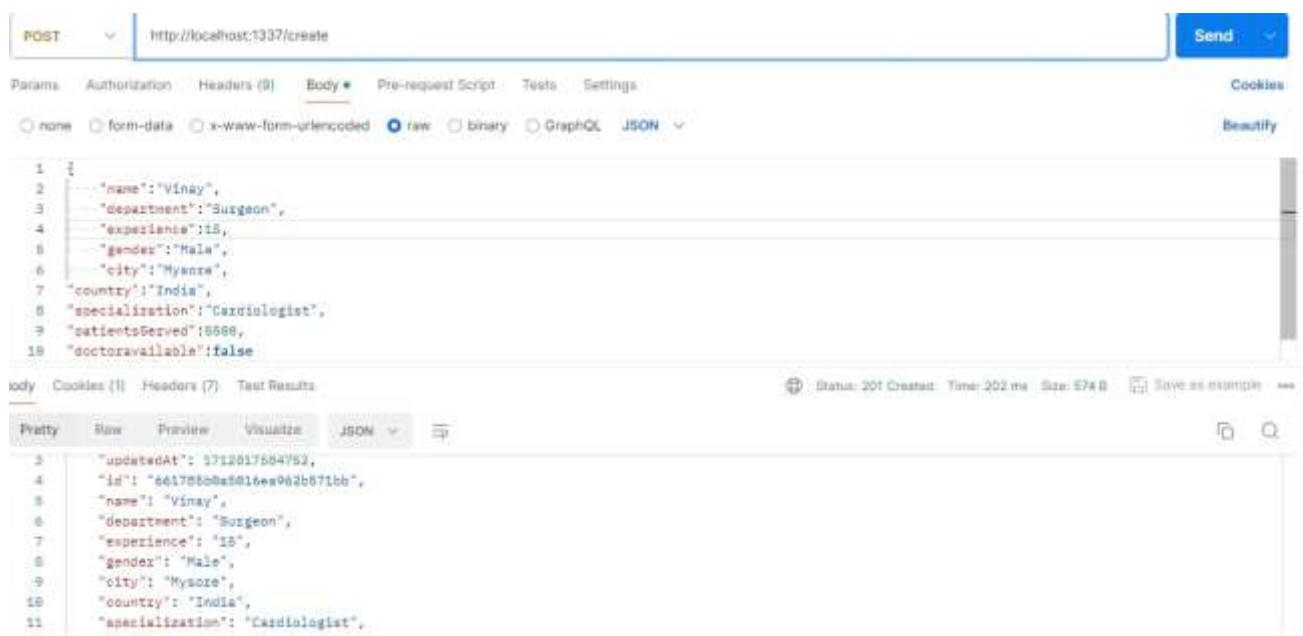 POST http://localhost:1337/create Send
Params Authorization Headers (9) Body Pre-request Script Tests Settings Cookies
none form-data x-www-form-urlencoded raw binary GraphQL JSON Beautify
1 {
2 "name":"Vinay",
3 "department":"Surgeon",
4 "experience":15,
5 "gender":"Male",
6 "city":"Mysore",
7 "country":"India",
8 "specialization":"Cardiologist",
9 "patientsServed":
10 "doctoravailable":false
ody Cookies (1) Headers (7) Test Results Status: 201 Created Time: 202 ms Size: 574 B Save as example
Pretty Raw Preview Visualize JSON
3 "updatedAt":
4 "id":
5 "name": "Vinay",
6 "department": "Surgeon",
7 "experience": "15",
8 "gender": "Male",
9 "city": "Mysore",
10 "country": "India",
11 "specialization": "Cardiologist",